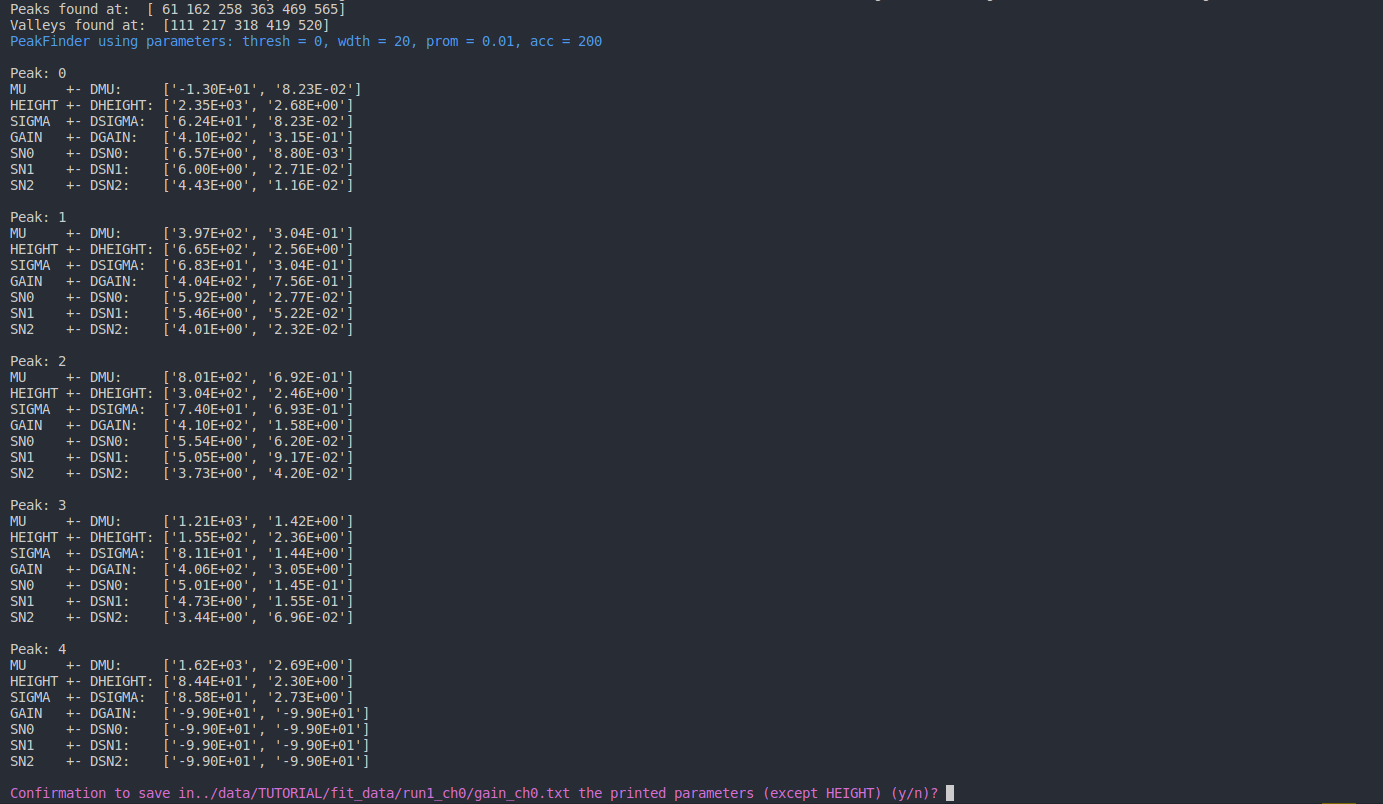 Peaks found at:  [ 61 162 258 363 469 565]
Valleys found at:  [111 217 318 419 520]
PeakFinder using parameters: thresh = 0, wdth = 20, prom = 0.01, acc = 200
Peak: 0
MU     +- DMU:     ['-1.30E+01', '8.23E-02']
HEIGHT +- DHEIGHT: ['2.35E+03', '2.68E+00']
SIGMA  +- DSIGMA:  ['6.24E+01', '8.23E-02']
GAIN   +- DGAIN:   ['4.10E+02', '3.15E-01']
SN0    +- DSN0:    ['6.57E+00', '8.80E-03']
SN1    +- DSN1:    ['6.00E+00', '2.71E-02']
SN2    +- DSN2:    ['4.43E+00', '1.16E-02']
Peak: 1
MU     +- DMU:     ['3.97E+02', '3.04E-01']
HEIGHT +- DHEIGHT: ['6.65E+02', '2.56E+00']
SIGMA  +- DSIGMA:  ['6.83E+01', '3.04E-01']
GAIN   +- DGAIN:   ['4.04E+02', '7.56E-01']
SN0    +- DSN0:    ['5.92E+00', '2.77E-02']
SN1    +- DSN1:    ['5.46E+00', '5.22E-02']
SN2    +- DSN2:    ['4.01E+00', '2.32E-02']
Peak: 2
MU     +- DMU:     ['8.01E+02', '6.92E-01']
HEIGHT +- DHEIGHT: ['3.04E+02', '2.46E+00']
SIGMA  +- DSIGMA:  ['7.40E+01', '6.93E-01']
GAIN   +- DGAIN:   ['4.10E+02', '1.58E+00']
SN0    +- DSN0:    ['5.54E+00', '6.20E-02']
SN1    +- DSN1:    ['5.05E+00', '9.17E-02']
SN2    +- DSN2:    ['3.73E+00', '4.20E-02']
Peak: 3
MU     +- DMU:     ['1.21E+03', '1.42E+00']
HEIGHT +- DHEIGHT: ['1.55E+02', '2.36E+00']
SIGMA  +- DSIGMA:  ['8.11E+01', '1.44E+00']
GAIN   +- DGAIN:   ['4.06E+02', '3.05E+00']
SN0    +- DSN0:    ['5.01E+00', '1.45E-01']
SN1    +- DSN1:    ['4.73E+00', '1.55E-01']
SN2    +- DSN2:    ['3.44E+00', '6.96E-02']
Peak: 4
MU     +- DMU:     ['1.62E+03', '2.69E+00']
HEIGHT +- DHEIGHT: ['8.44E+01', '2.30E+00']
SIGMA  +- DSIGMA:  ['8.58E+01', '2.73E+00']
GAIN   +- DGAIN:   ['-9.90E+01', '-9.90E+01']
SN0    +- DSN0:    ['-9.90E+01', '-9.90E+01']
SN1    +- DSN1:    ['-9.90E+01', '-9.90E+01']
SN2    +- DSN2:    ['-9.90E+01', '-9.90E+01']
Confirmation to save in../data/TUTORIAL/fit_data/run1_ch0/gain_ch0.txt the printed parameters (except HEIGHT) (y/n)?